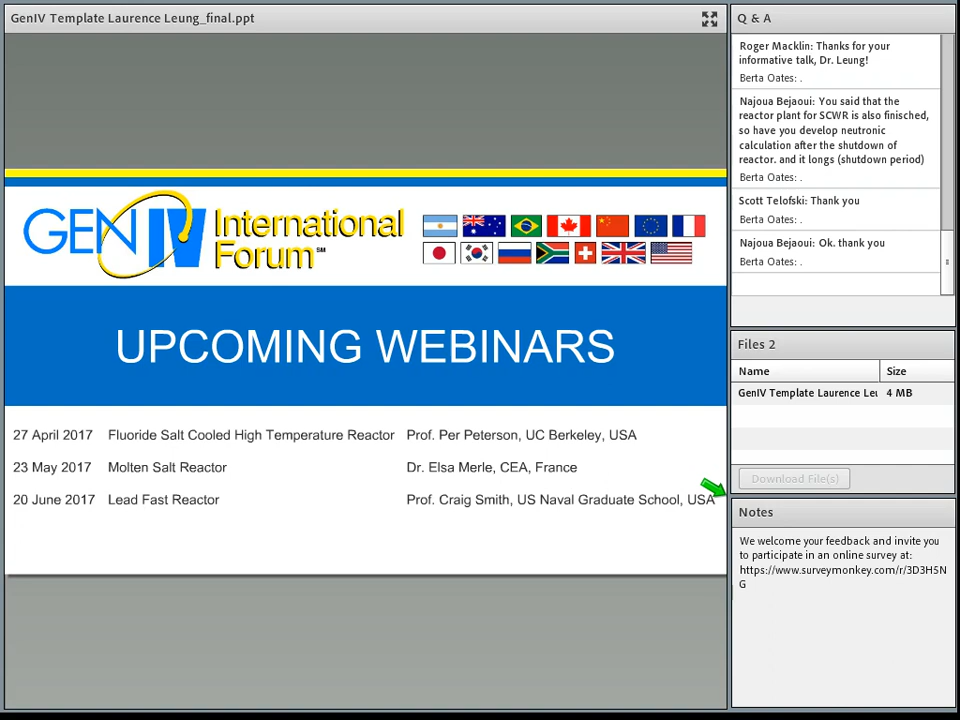 GenIV Template Laurence Leung_final.ppt
GEN IV International
Forum℠
UPCOMING WEBINARS
27 April 2017 Fluoride Salt Cooled High Temperature Reactor Prof. Per Peterson, UC Berkeley, USA
23 May 2017 Molten Salt Reactor Dr. Elsa Merle, CEA, France
20 June 2017 Lead Fast Reactor Prof. Craig Smith, US Naval Graduate School, USA
Q & A
Roger Macklin: Thanks for your
informative talk, Dr. Leung!
Berta Oates: .
Najoua Bejaoui: You said that the
reactor plant for SCWR is also finisched,
so have you develop neutronic
calculation after the shutdown of
reactor. and it longs (shutdown period)
Berta Oates: .
Scott Telofski: Thank you
Berta Oates: .
Najoua Bejaoui: Ok. thank you
Berta Oates: .
Files 2
Name Size
GenIV Template Laurence Leu 4 MB
Download File(s)
Notes
We welcome your feedback and invite you
to participate in an online survey at:
https://www.surveymonkey.com/r/3D3H5N
G